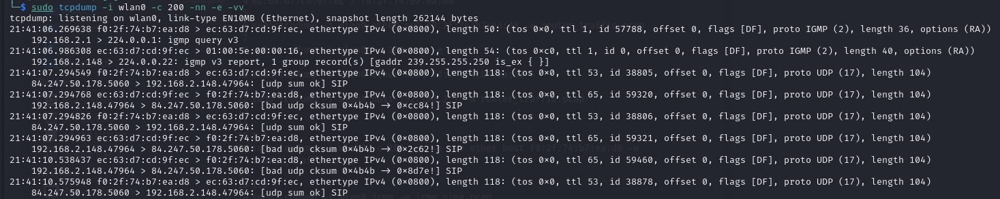 └─$ sudo tcpdump -i wlan0 -c 200 -nn -e -vv
tcpdump: listening on wlan0, link-type EN10MB (Ethernet), snapshot length 262144 bytes
21:41:06.269638 f0:2f:74:b7:ea:d8 > ec:63:d7:cd:9f:ec, ethertype IPv4 (0×0800), length 50: (tos 0×0, ttl 1, id 57788, offset 0, flags [DF], proto IGMP (2), length 36, options (RA))
192.168.2.1 > 224.0.0.1: igmp query v3
21:41:06.986308 ec:63:d7:cd:9f:ec > 01:00:5e:00:00:16, ethertype IPv4 (0×0800), length 54: (tos 0×c0, ttl 1, id 0, offset 0, flags [DF], proto IGMP (2), length 40, options (RA))
192.168.2.148 > 224.0.0.22: igmp v3 report, 1 group record(s) [gaddr 239.255.255.250 is_ex { }]
21:41:07.294549 f0:2f:74:b7:ea:d8 > ec:63:d7:cd:9f:ec, ethertype IPv4 (0×0800), length 118: (tos 0×0, ttl 53, id 38805, offset 0, flags [DF], proto UDP (17), length 104)
84.247.50.178.5060 > 192.168.2.148.47964: [udp sum ok] SIP
21:41:07.294768 ec:63:d7:cd:9f:ec > f0:2f:74:b7:ea:d8, ethertype IPv4 (0×0800), length 118: (tos 0×0, ttl 65, id 59320, offset 0, flags [DF], proto UDP (17), length 104)
192.168.2.148.47964 > 84.247.50.178.5060: [bad udp cksum 0×4b4b → 0×cc84!] SIP
21:41:07.294826 f0:2f:74:b7:ea:d8 > ec:63:d7:cd:9f:ec, ethertype IPv4 (0×0800), length 118: (tos 0×0, ttl 53, id 38806, offset 0, flags [DF], proto UDP (17), length 104)
84.247.50.178.5060 > 192.168.2.148.47964: [udp sum ok] SIP
21:41:07.294963 ec:63:d7:cd:9f:ec > f0:2f:74:b7:ea:d8, ethertype IPv4 (0×0800), length 118: (tos 0×0, ttl 65, id 59321, offset 0, flags [DF], proto UDP (17), length 104)
192.168.2.148.47964 > 84.247.50.178.5060: [bad udp cksum 0×4b4b → 0×2c62!] SIP
21:41:10.538437 ec:63:d7:cd:9f:ec > f0:2f:74:b7:ea:d8, ethertype IPv4 (0×0800), length 118: (tos 0×0, ttl 65, id 59460, offset 0, flags [DF], proto UDP (17), length 104)
192.168.2.148.47964 > 84.247.50.178.5060: [bad udp cksum 0×4b4b → 0×8d7e!] SIP
21:41:10.575948 f0:2f:74:b7:ea:d8 > ec:63:d7:cd:9f:ec, ethertype IPv4 (0×0800), length 118: (tos 0×0, ttl 53, id 38878, offset 0, flags [DF], proto UDP (17), length 104)
84.247.50.178.5060 > 192.168.2.148.47964: [udp sum ok] SIP